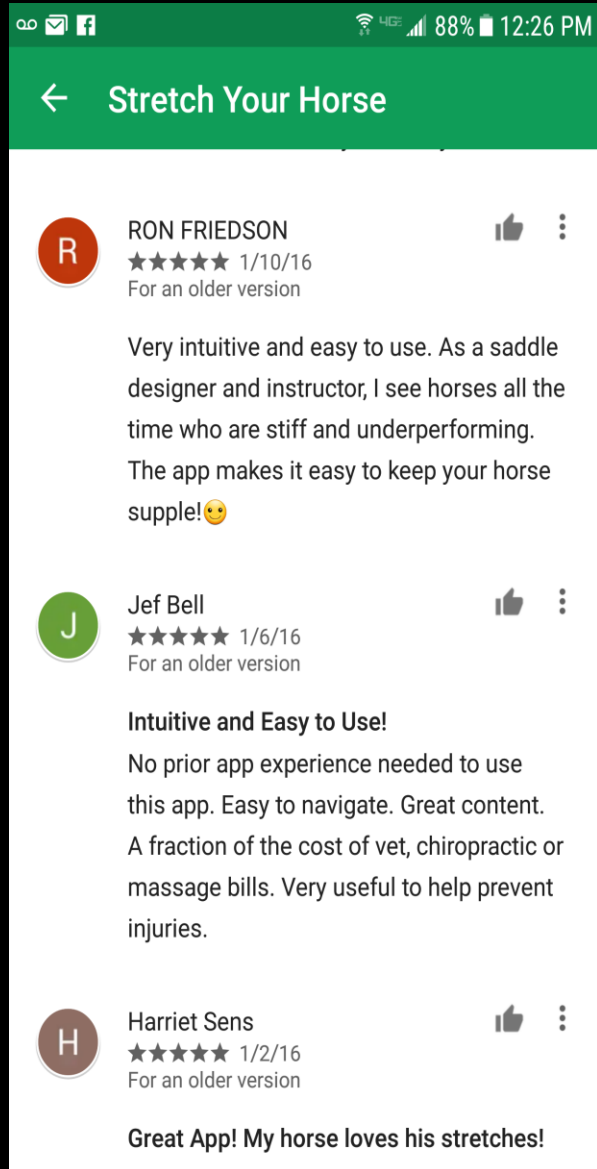 4GE 88% 12:26 PM
Stretch Your Horse
R
RON FRIEDSON
★★★★★ 1/10/16
For an older version
Very intuitive and easy to use. As a saddle
designer and instructor, I see horses all the
time who are stiff and underperforming.
The app makes it easy to keep your horse
supple!🙂
J
Jef Bell
★★★★★ 1/6/16
For an older version
Intuitive and Easy to Use!
No prior app experience needed to use
this app. Easy to navigate. Great content.
A fraction of the cost of vet, chiropractic or
massage bills. Very useful to help prevent
injuries.
H
Harriet Sens
★★★★★ 1/2/16
For an older version
Great App! My horse loves his stretches!